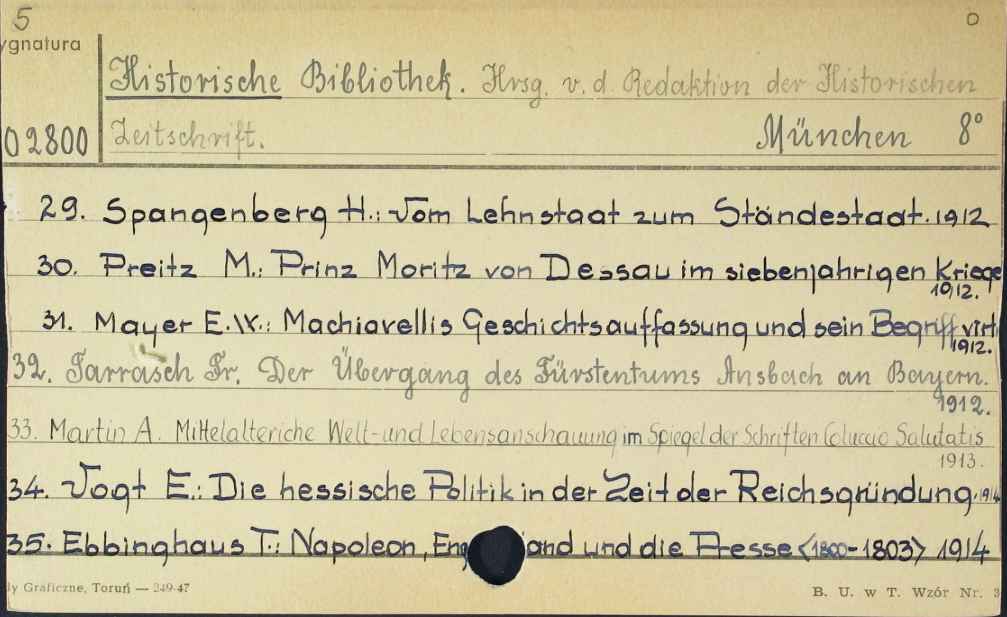 5 O
ygnatura
Historische Bibliothek. Hrsg. v. d. Redaktion der Historischen
02800 Zeitschrift. München 8°
29. Spangenberg H.: Vom Lehnstaat zum Ständestaat. 1912
30. Preitz M.: Prinz Moritz von Dessau im siebenjahrigen Kriege
1912.
31. Mayer E.W.: Machiavellis Geschichtsauffassung und sein Begriff virtù
1912.
32. Tarrasch Fr. Der Übergang des Fürstentums Ansbach an Bayern.
1912.
33. Martin A. Mittelalteriche Welt-und Lebensanschauung im Spiegel der Schriften Coluccio Salutatis
1913.
34. Vogt E.: Die hessische Politik in der Zeit der Reichsgründung. 1914
35. Ebbinghaus T.: Napoleon, Eng and und die Presse <1800-1803> 1914
ly Graficzne, Toruń — 349-47 B. U. w T. Wzór Nr. 3